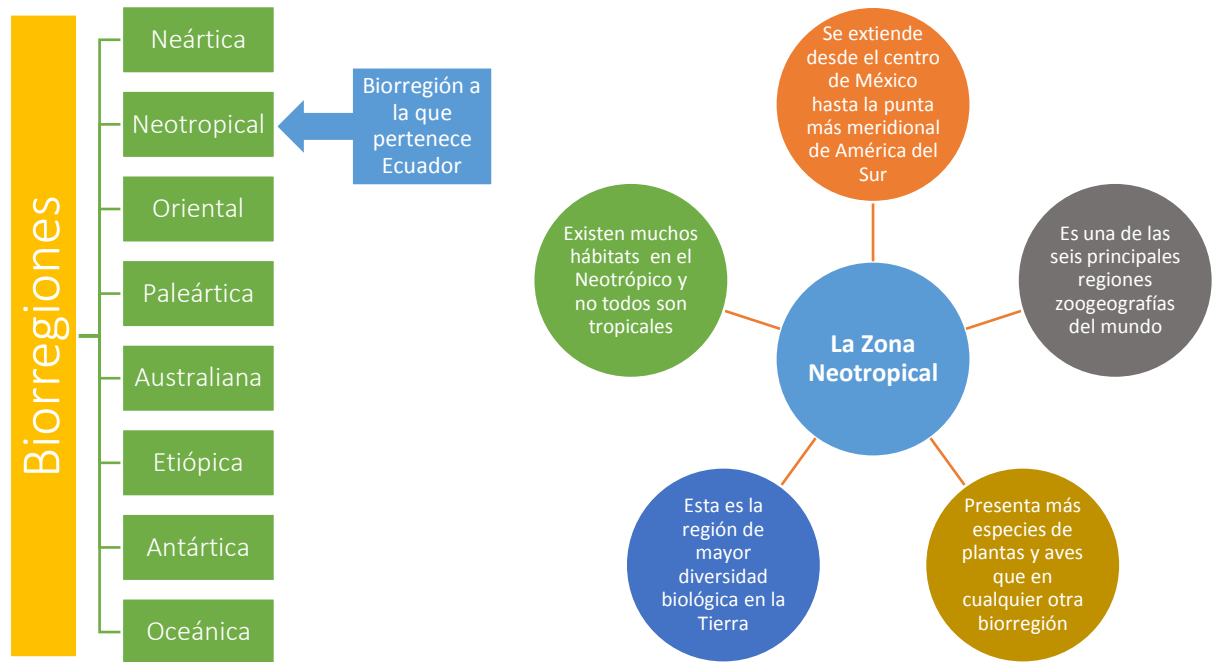 Biorregiones
Neártica
Neotropical
Oriental
Paleártica
Australiana
Etiópica
Antártica
Oceánica
Biorregión a
la que
pertenece
Ecuador
Se extiende
desde el centro
de México
hasta la punta
más meridional
de América del
Sur
Es una de las
seis principales
regiones
zoogeografías
del mundo
Presenta más
especies de
plantas y aves
que en
cualquier otra
biorregión
Esta es la
región de
mayor
diversidad
biológica en la
Tierra
Existen muchos
hábitats en el
Neotrópico y
no todos son
tropicales
La Zona
Neotropical